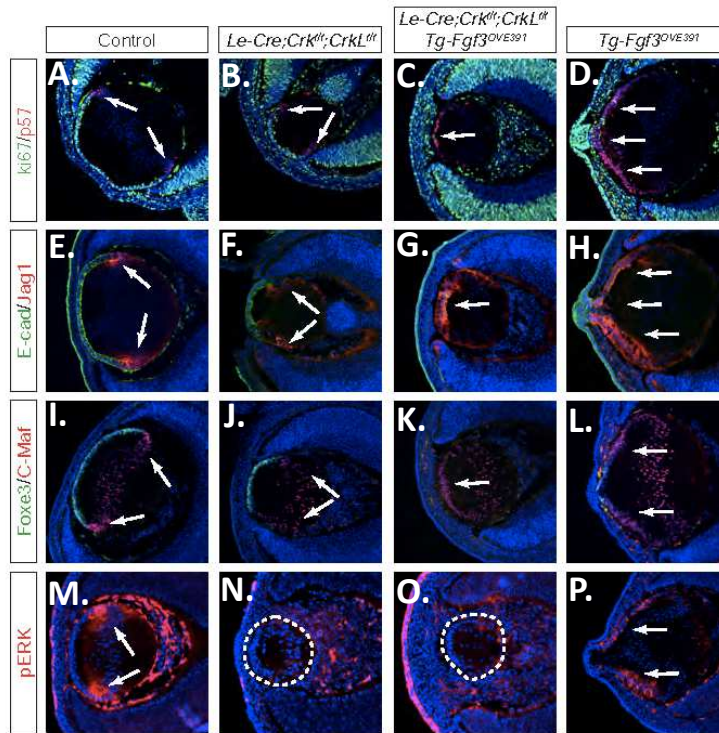 Control
Le-Cre;Crkf/f;CrkLf/f
Le-Cre;Crkf/f;CrkLf/f
Tg-Fgf3OVE391
Tg-Fgf3OVE391
ki67/p57
A.
B.
C.
D.
E-cad/Jag1
E.
F.
G.
H.
Foxe3/C-Maf
I.
J.
K.
L.
pERK
M.
N.
O.
P.